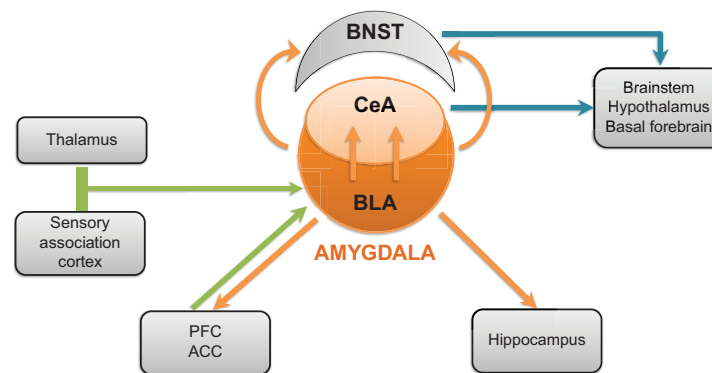 BNST
CeA
BLA
AMYGDALA
Thalamus
Sensory
association
cortex
PFC
ACC
Hippocampus
Brainstem
Hypothalamus
Basal forebrain